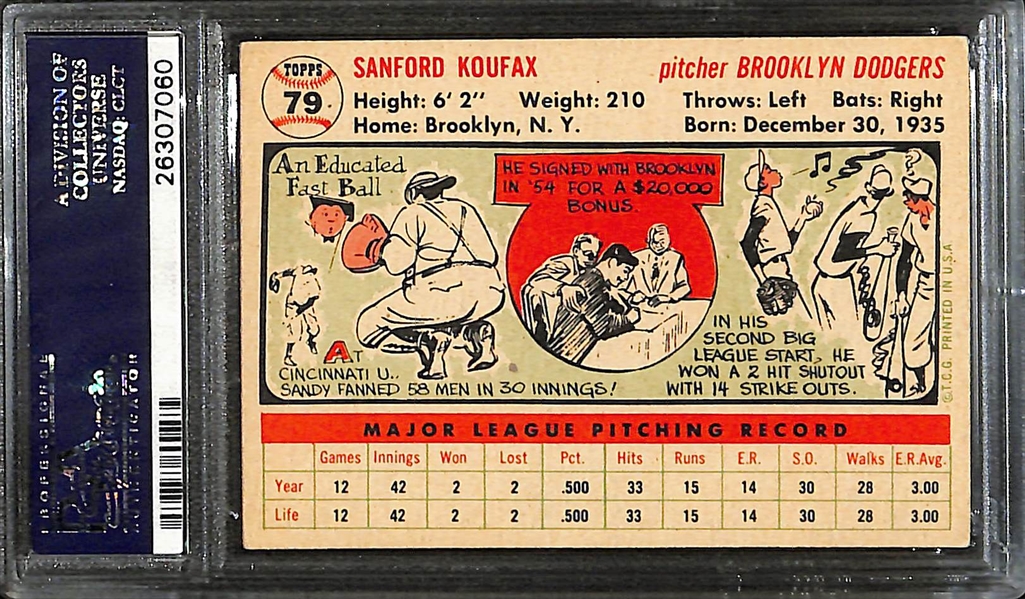 A DIVISION OF
COLLECTORS
UNIVERSE
NASDAQ: CLCT
PROFESSIONAL
AUTHENTICATOR
26307060
TOPPS
79
SANFORD KOUFAX
pitcher BROOKLYN DODGERS
Height: 6' 2" Weight: 210 Throws: Left Bats: Right
Home: Brooklyn, N. Y. Born: December 30, 1935
An Educated
Fast Ball
HE SIGNED WITH BROOKLYN
IN '54 FOR A $20,000
BONUS.
AT
CINCINNATI U..
SANDY FANNED 58 MEN IN 30 INNINGS!
IN HIS
SECOND BIG
LEAGUE START, HE
WON A 2 HIT SHUTOUT
WITH 14 STRIKE OUTS.
©T.C.G. PRINTED IN U.S.A.
MAJOR LEAGUE PITCHING RECORD
Games Innings Won Lost Pct. Hits Runs E.R. S.O. Walks E.R.Avg.
Year 12 42 2 2 .500 33 15 14 30 28 3.00
Life 12 42 2 2 .500 33 15 14 30 28 3.00